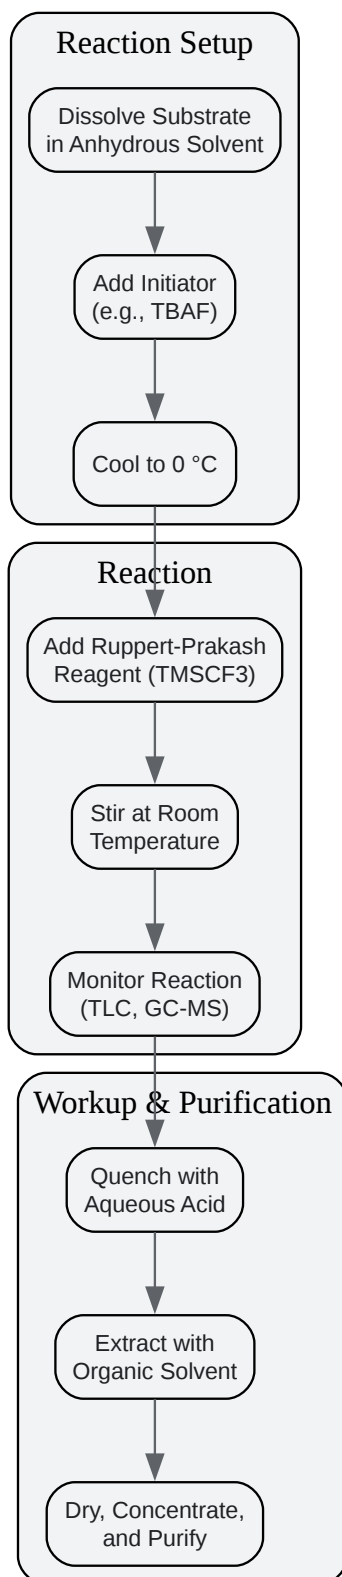 Reaction Setup
Dissolve Substrate
in Anhydrous Solvent
Add Initiator
(e.g., TBAF)
Cool to 0 °C
Reaction
Add Ruppert-Prakash
Reagent (TMSCF3)
Stir at Room
Temperature
Monitor Reaction
(TLC, GC-MS)
Workup & Purification
Quench with
Aqueous Acid
Extract with
Organic Solvent
Dry, Concentrate,
and Purify